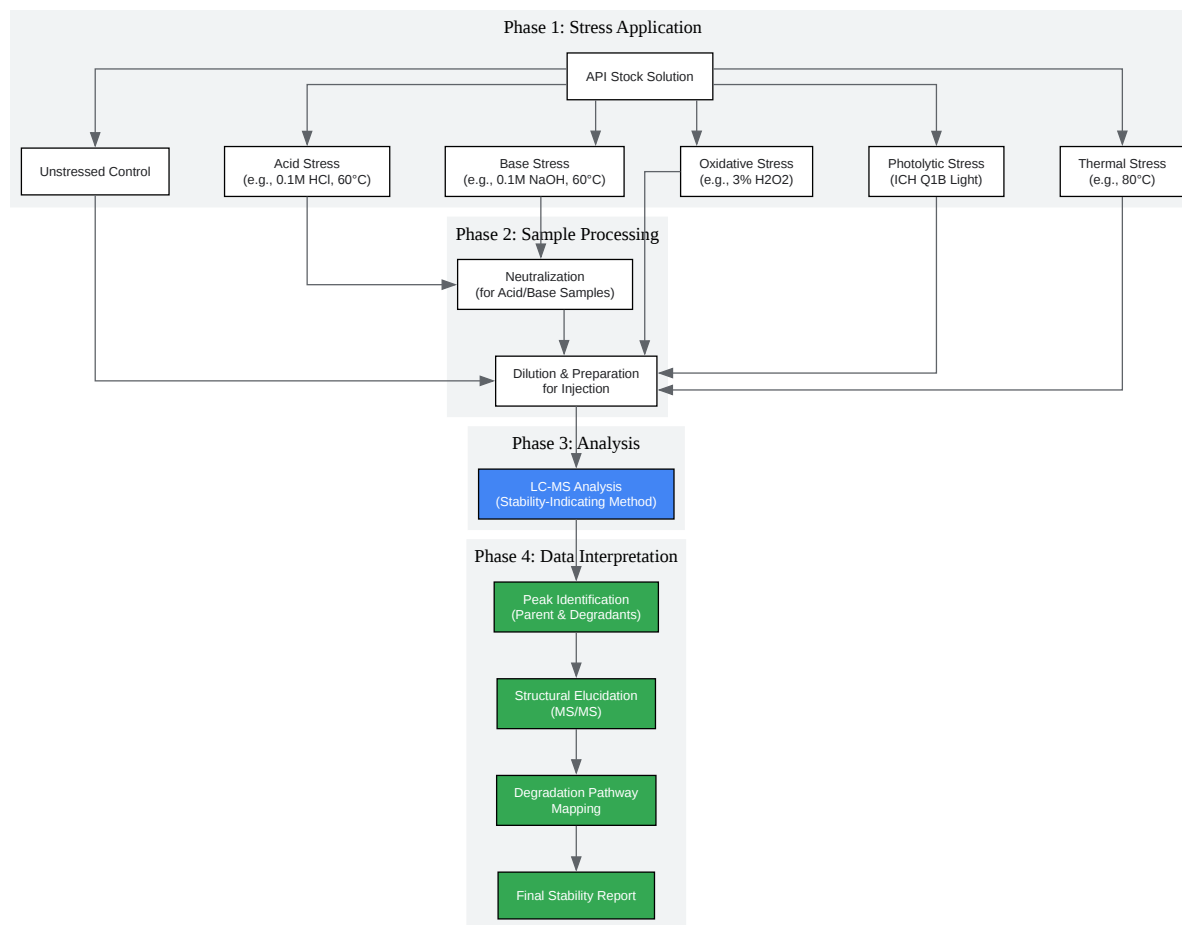 Phase 1: Stress Application
API Stock Solution
Unstressed Control
Acid Stress
(e.g., 0.1M HCl, 60°C)
Base Stress
(e.g., 0.1M NaOH, 60°C)
Oxidative Stress
(e.g., 3% H2O2)
Photolytic Stress
(ICH Q1B Light)
Thermal Stress
(e.g., 80°C)
Phase 2: Sample Processing
Neutralization
(for Acid/Base Samples)
Dilution & Preparation
for Injection
Phase 3: Analysis
LC-MS Analysis
(Stability-Indicating Method)
Phase 4: Data Interpretation
Peak Identification
(Parent & Degradants)
Structural Elucidation
(MS/MS)
Degradation Pathway
Mapping
Final Stability Report